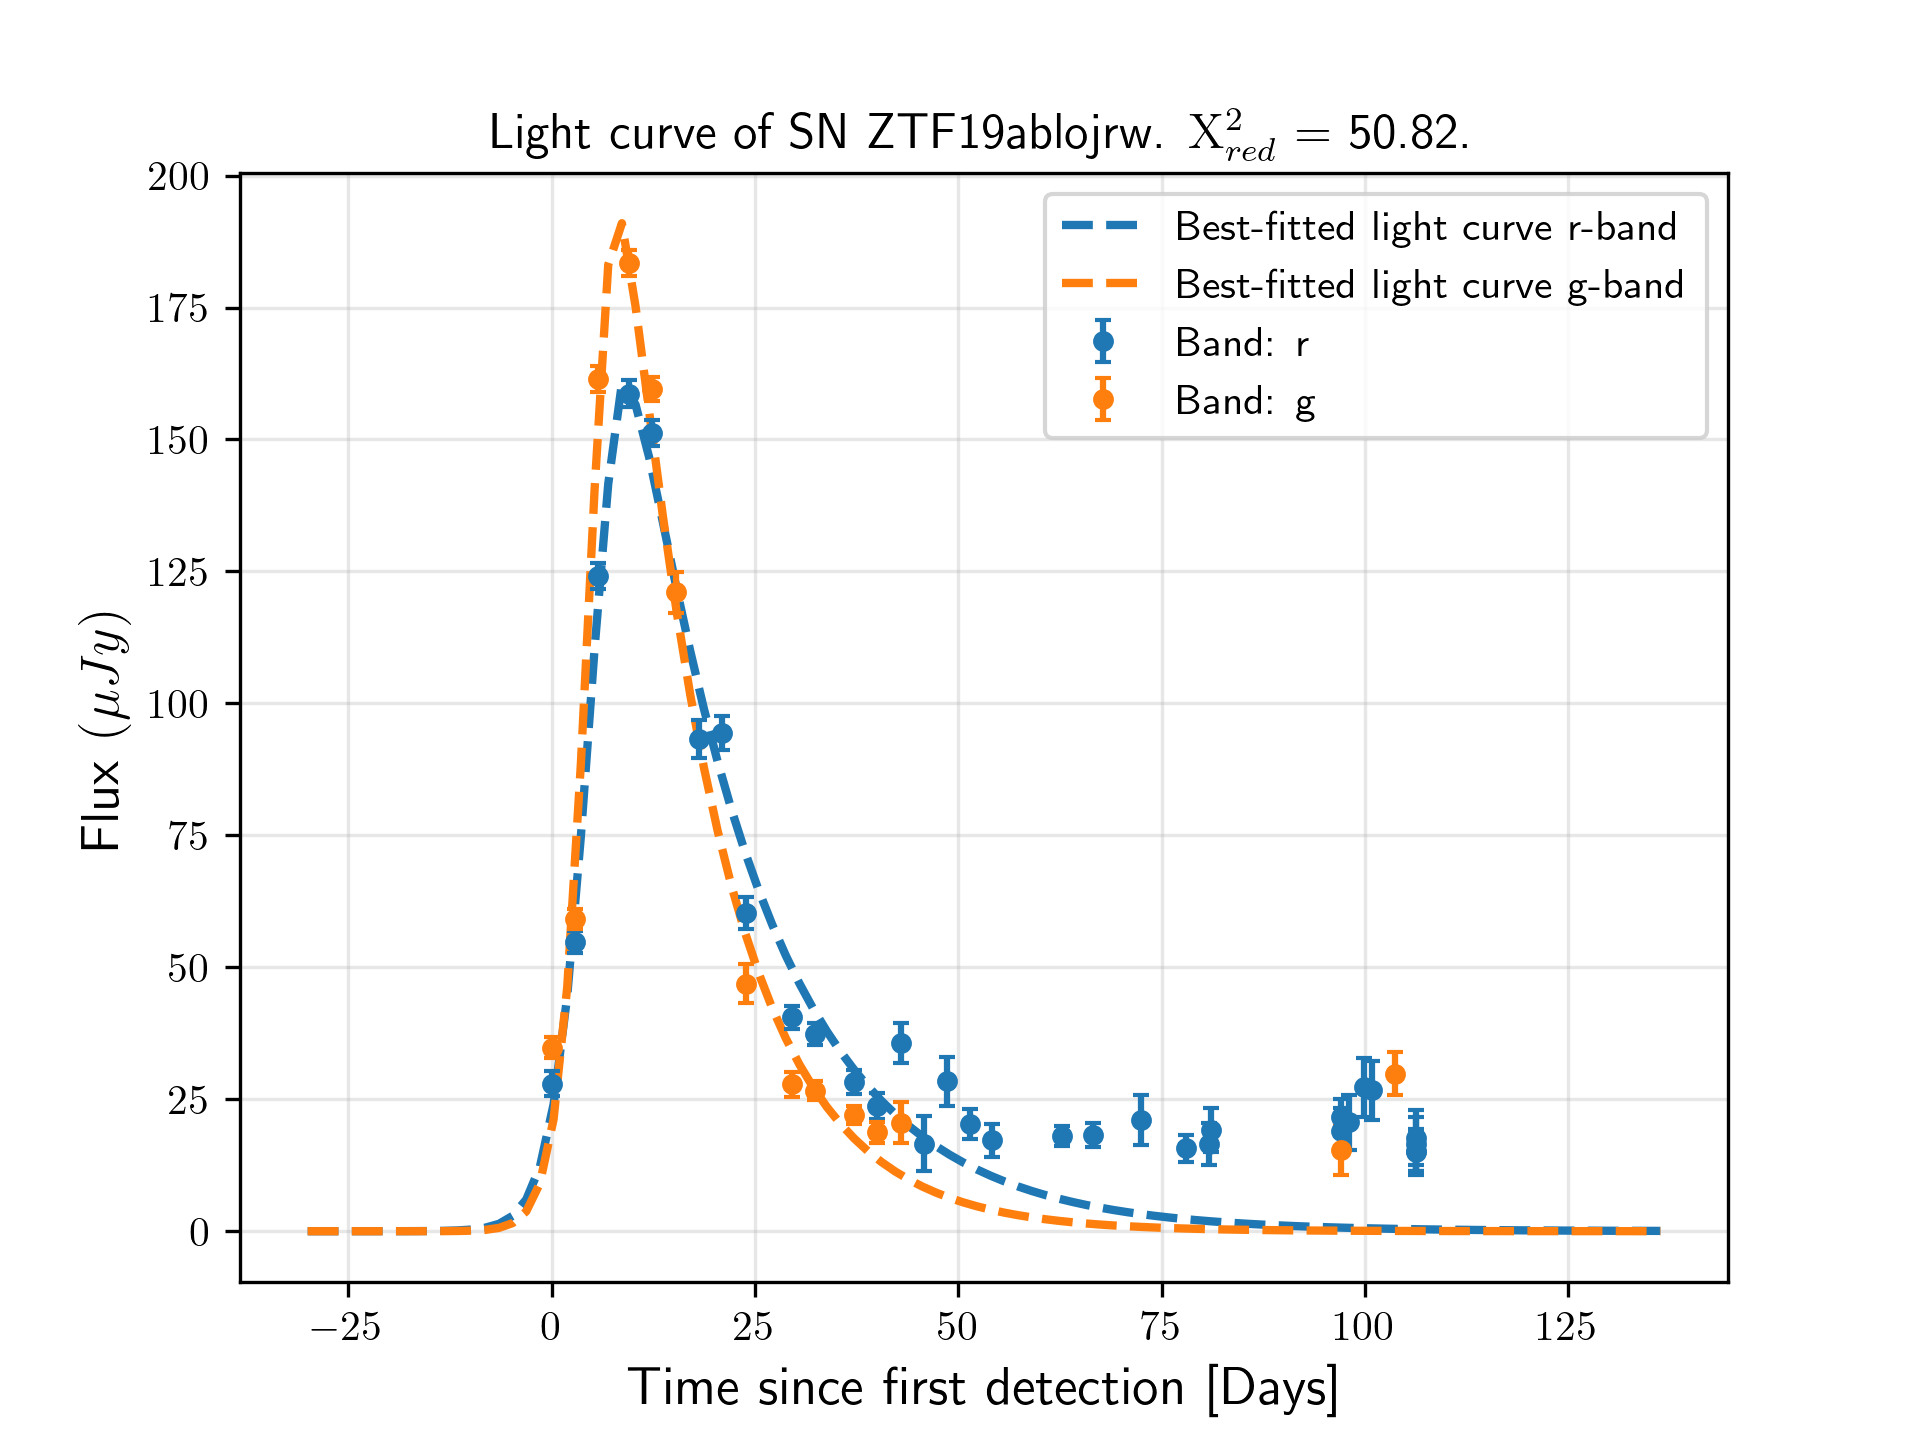 Light curve of SN ZTF19ablojrw. X²_red = 50.82.
200
175
150
125
100
75
50
25
0
Flux (μJy)
Best-fitted light curve r-band
Best-fitted light curve g-band
Band: r
Band: g
−25 0 25 50 75 100 125
Time since first detection [Days]